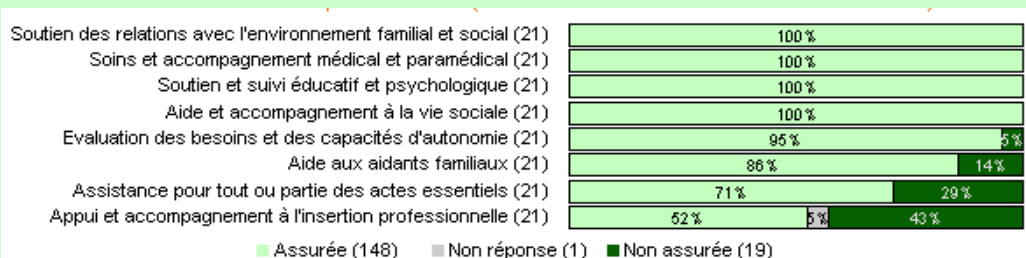 Soutien des relations avec l'environnement familial et social (21) 100 %
Soins et accompagnement médical et paramédical (21) 100 %
Soutien et suivi éducatif et psychologique (21) 100 %
Aide et accompagnement à la vie sociale (21) 100 %
Evaluation des besoins et des capacités d'autonomie (21) 95 % 5 %
Aide aux aidants familiaux (21) 86 % 14 %
Assistance pour tout ou partie des actes essentiels (21) 71 % 29 %
Appui et accompagnement à l'insertion professionnelle (21) 52 % 5 % 43 %
Assurée (148) Non réponse (1) Non assurée (19)